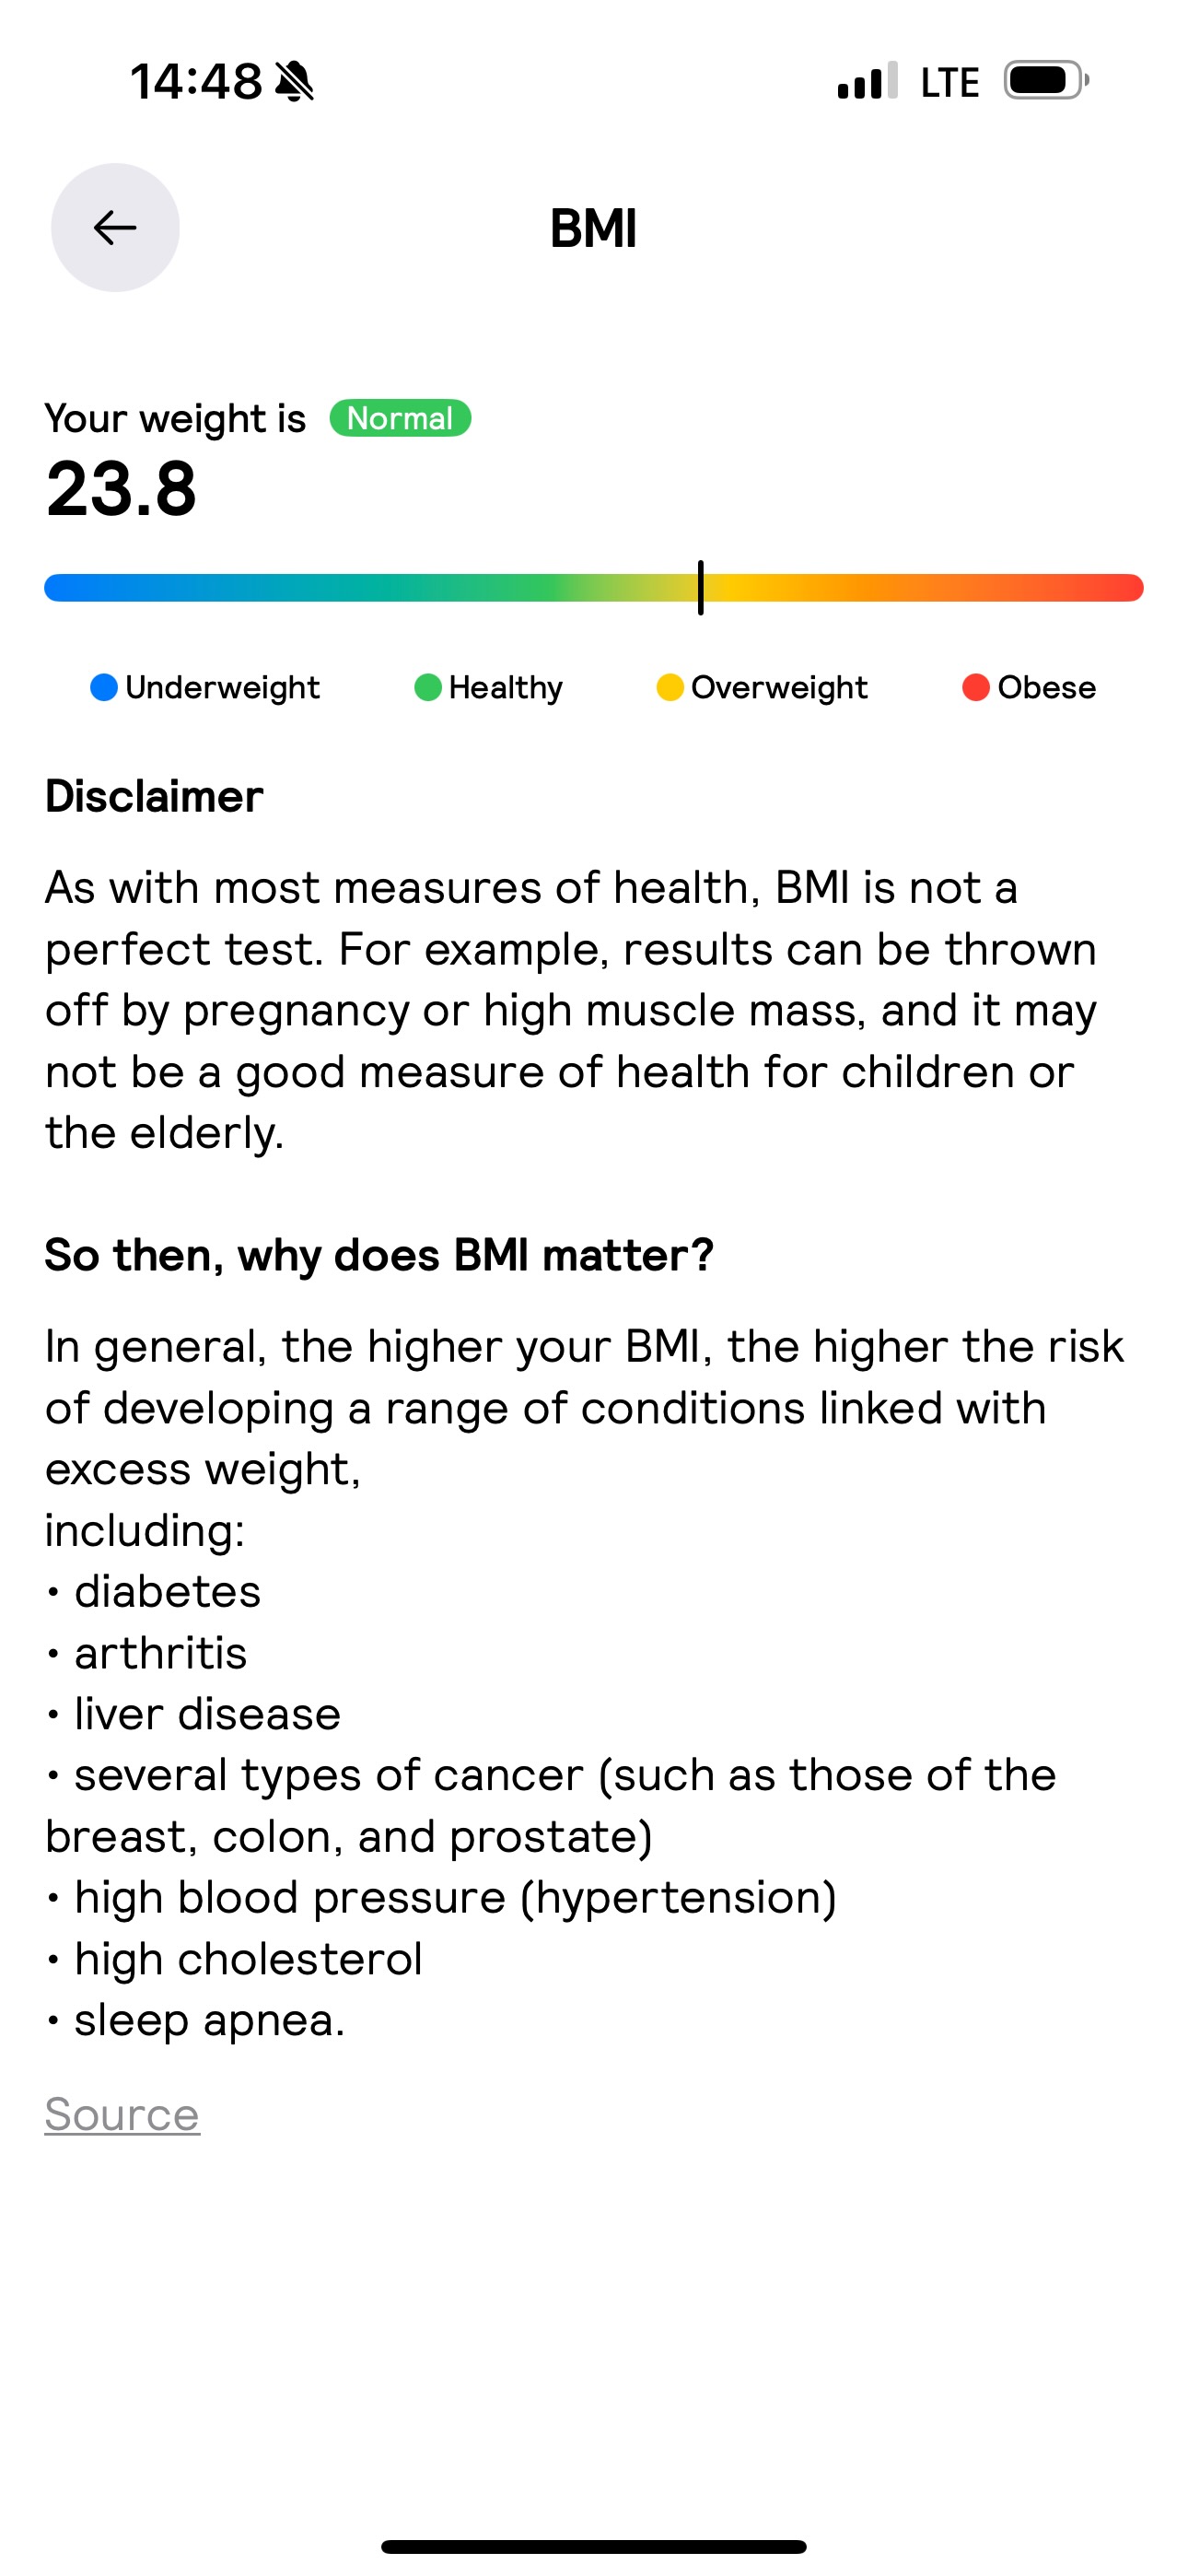 14:48
LTE
BMI
Your weight is Normal
23.8
Underweight Healthy Overweight Obese
Disclaimer
As with most measures of health, BMI is not a
perfect test. For example, results can be thrown
off by pregnancy or high muscle mass, and it may
not be a good measure of health for children or
the elderly.
So then, why does BMI matter?
In general, the higher your BMI, the higher the risk
of developing a range of conditions linked with
excess weight,
including:
• diabetes
• arthritis
• liver disease
• several types of cancer (such as those of the
breast, colon, and prostate)
• high blood pressure (hypertension)
• high cholesterol
• sleep apnea.
Source